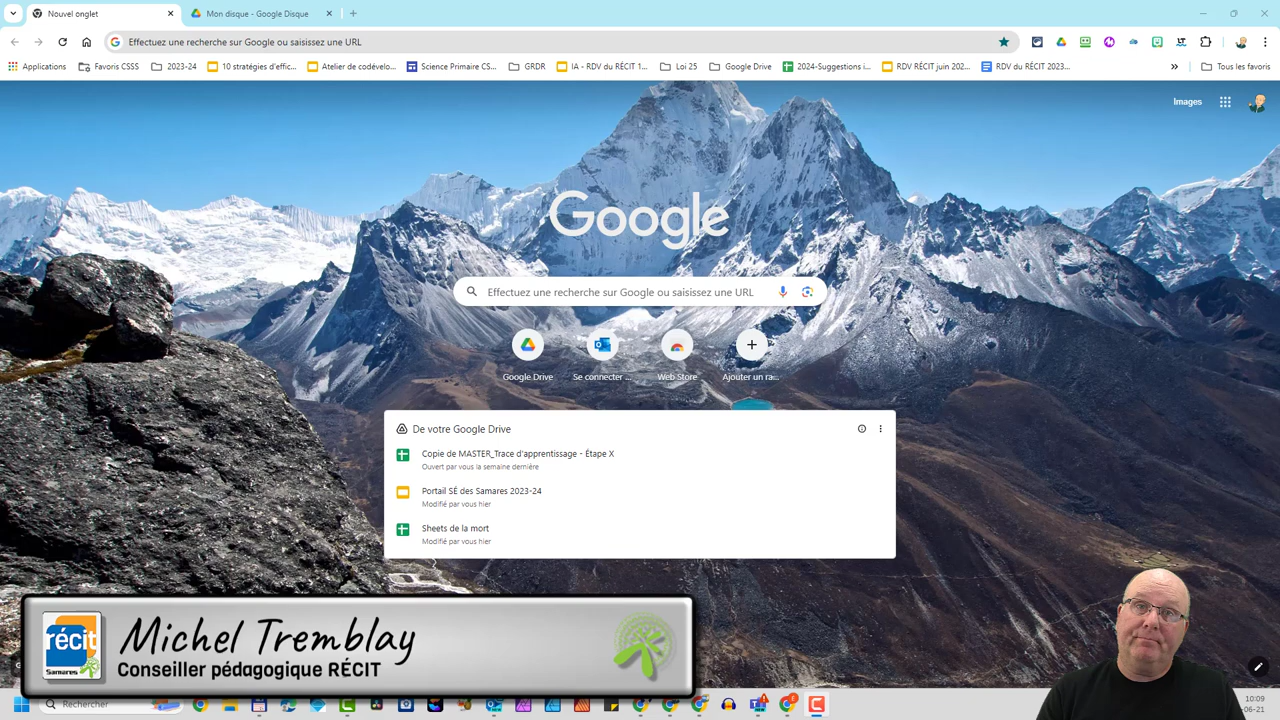 Nouvel onglet
Mon disque - Google Disque
Effectuez une recherche sur Google ou saisissez une URL
Applications
Favoris CSSS
2023-24
10 stratégies d'effic...
Atelier de codévelo...
Science Primaire CS...
GRDR
IA - RDV du RÉCIT 1...
Loi 25
Google Drive
2024-Suggestions i...
RDV RÉCIT juin 202...
RDV du RÉCIT 2023...
»
Tous les favoris
Images
Google
Effectuez une recherche sur Google ou saisissez une URL
Google Drive
Se connecter ...
Web Store
Ajouter un ra...
De votre Google Drive
Copie de MASTER_Trace d'apprentissage - Étape X
Ouvert par vous la semaine dernière
Portail SÉ des Samares 2023-24
Modifié par vous hier
Sheets de la mort
Modifié par vous hier
récit
Samares
Michel Tremblay
Conseiller pédagogique RÉCIT
Rechercher
10:09
-06-21